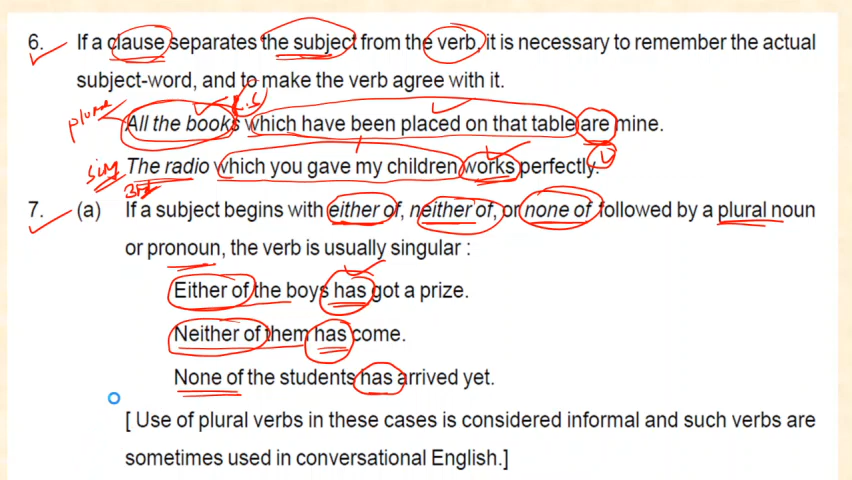 6. If a clause separates the subject from the verb, it is necessary to remember the actual
subject-word, and to make the verb agree with it.
plural All the books which have been placed on that table are mine.
sing The radio which you gave my children works perfectly.
7. (a) If a subject begins with either of, neither of, or none of followed by a plural noun
or pronoun, the verb is usually singular :
Either of the boys has got a prize.
Neither of them has come.
None of the students has arrived yet.
[ Use of plural verbs in these cases is considered informal and such verbs are
sometimes used in conversational English.]